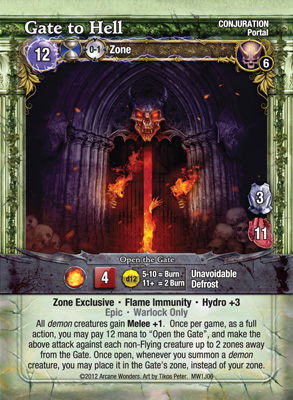 Gate to Hell
CONJURATION
Portal
12
0-1 Zone
6
3
11
Open the Gate
4
d12
5-10 = Burn
11+ = 2 Burn
Unavoidable
Defrost
Zone Exclusive • Flame Immunity • Hydro +3
Epic • Warlock Only
All demon creatures gain Melee +1. Once per game, as a full
action, you may pay 12 mana to "Open the Gate", and make the
above attack against each non-Flying creature up to 2 zones away
from the Gate. Once open, whenever you summon a demon
creature, you may place it in the Gate's zone, instead of your zone.
©2012 Arcane Wonders. Art by Tikos Peter. MW1J06